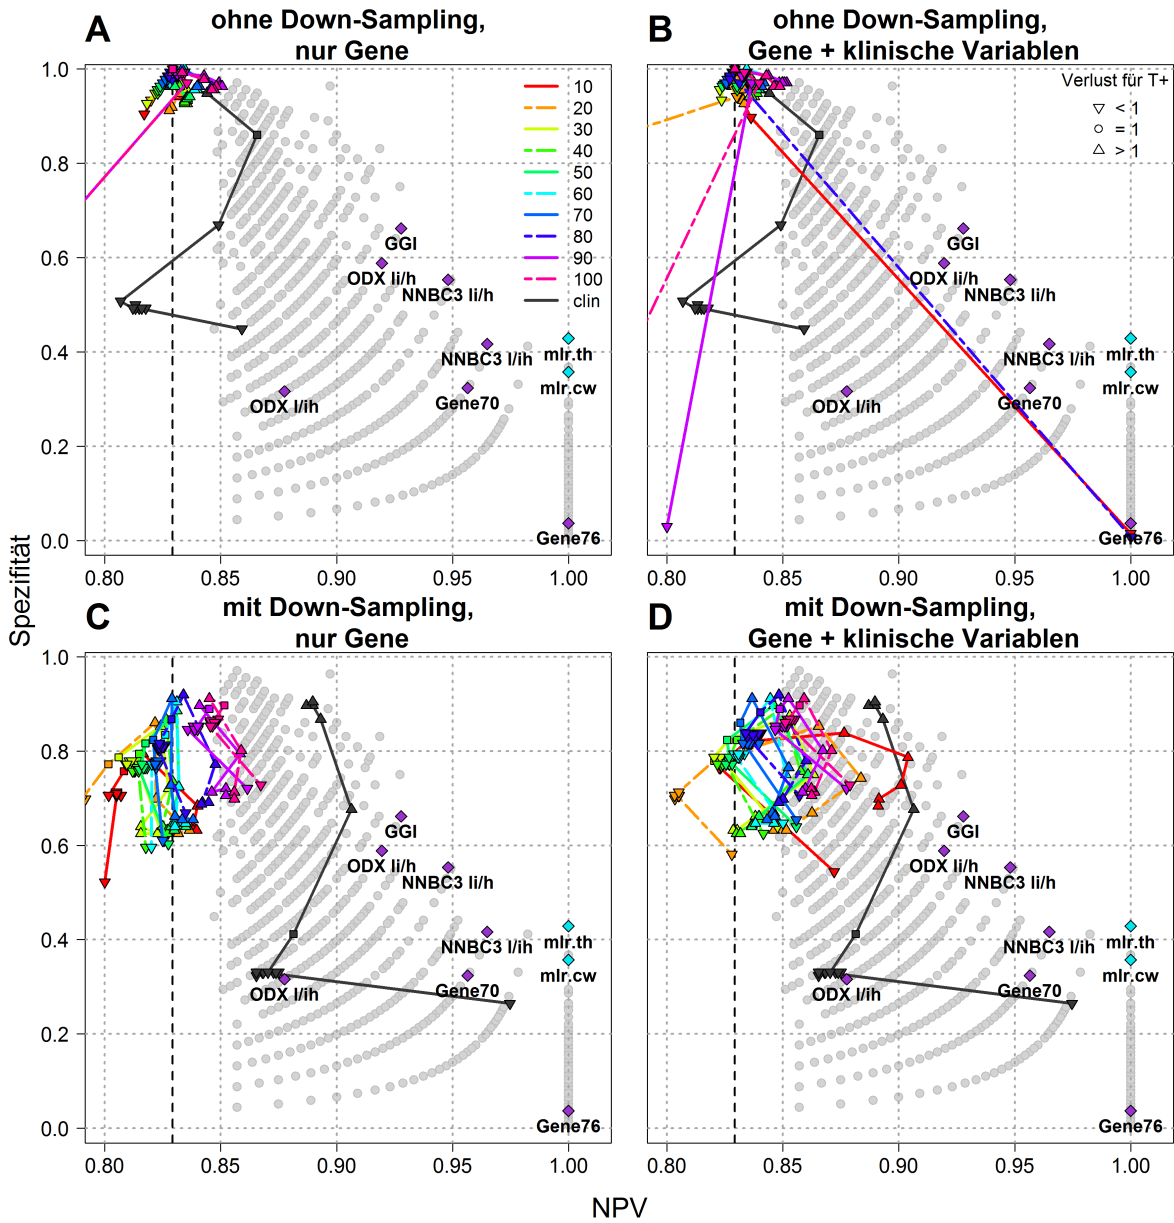 A
ohne Down-Sampling,
nur Gene
1.0
0.8
0.6
0.4
0.2
0.0
0.80
0.85
0.90
0.95
1.00
10
20
30
40
50
60
70
80
90
100
clin
GGI
ODX li/h
NNBC3 li/h
NNBC3 l/ih
mlr.th
mlr.cw
ODX l/ih
Gene70
Gene76
B
ohne Down-Sampling,
Gene + klinische Variablen
Verlust für T+
< 1
= 1
> 1
GGI
ODX li/h
NNBC3 li/h
NNBC3 l/ih
mlr.th
mlr.cw
ODX l/ih
Gene70
Gene76
0.80
0.85
0.90
0.95
1.00
C
mit Down-Sampling,
nur Gene
1.0
0.8
0.6
0.4
0.2
0.0
GGI
ODX li/h
NNBC3 li/h
NNBC3 l/ih
mlr.th
mlr.cw
ODX l/ih
Gene70
Gene76
0.80
0.85
0.90
0.95
1.00
D
mit Down-Sampling,
Gene + klinische Variablen
GGI
ODX li/h
NNBC3 li/h
NNBC3 l/ih
mlr.th
mlr.cw
ODX l/ih
Gene70
Gene76
0.80
0.85
0.90
0.95
1.00
Spezifität
NPV